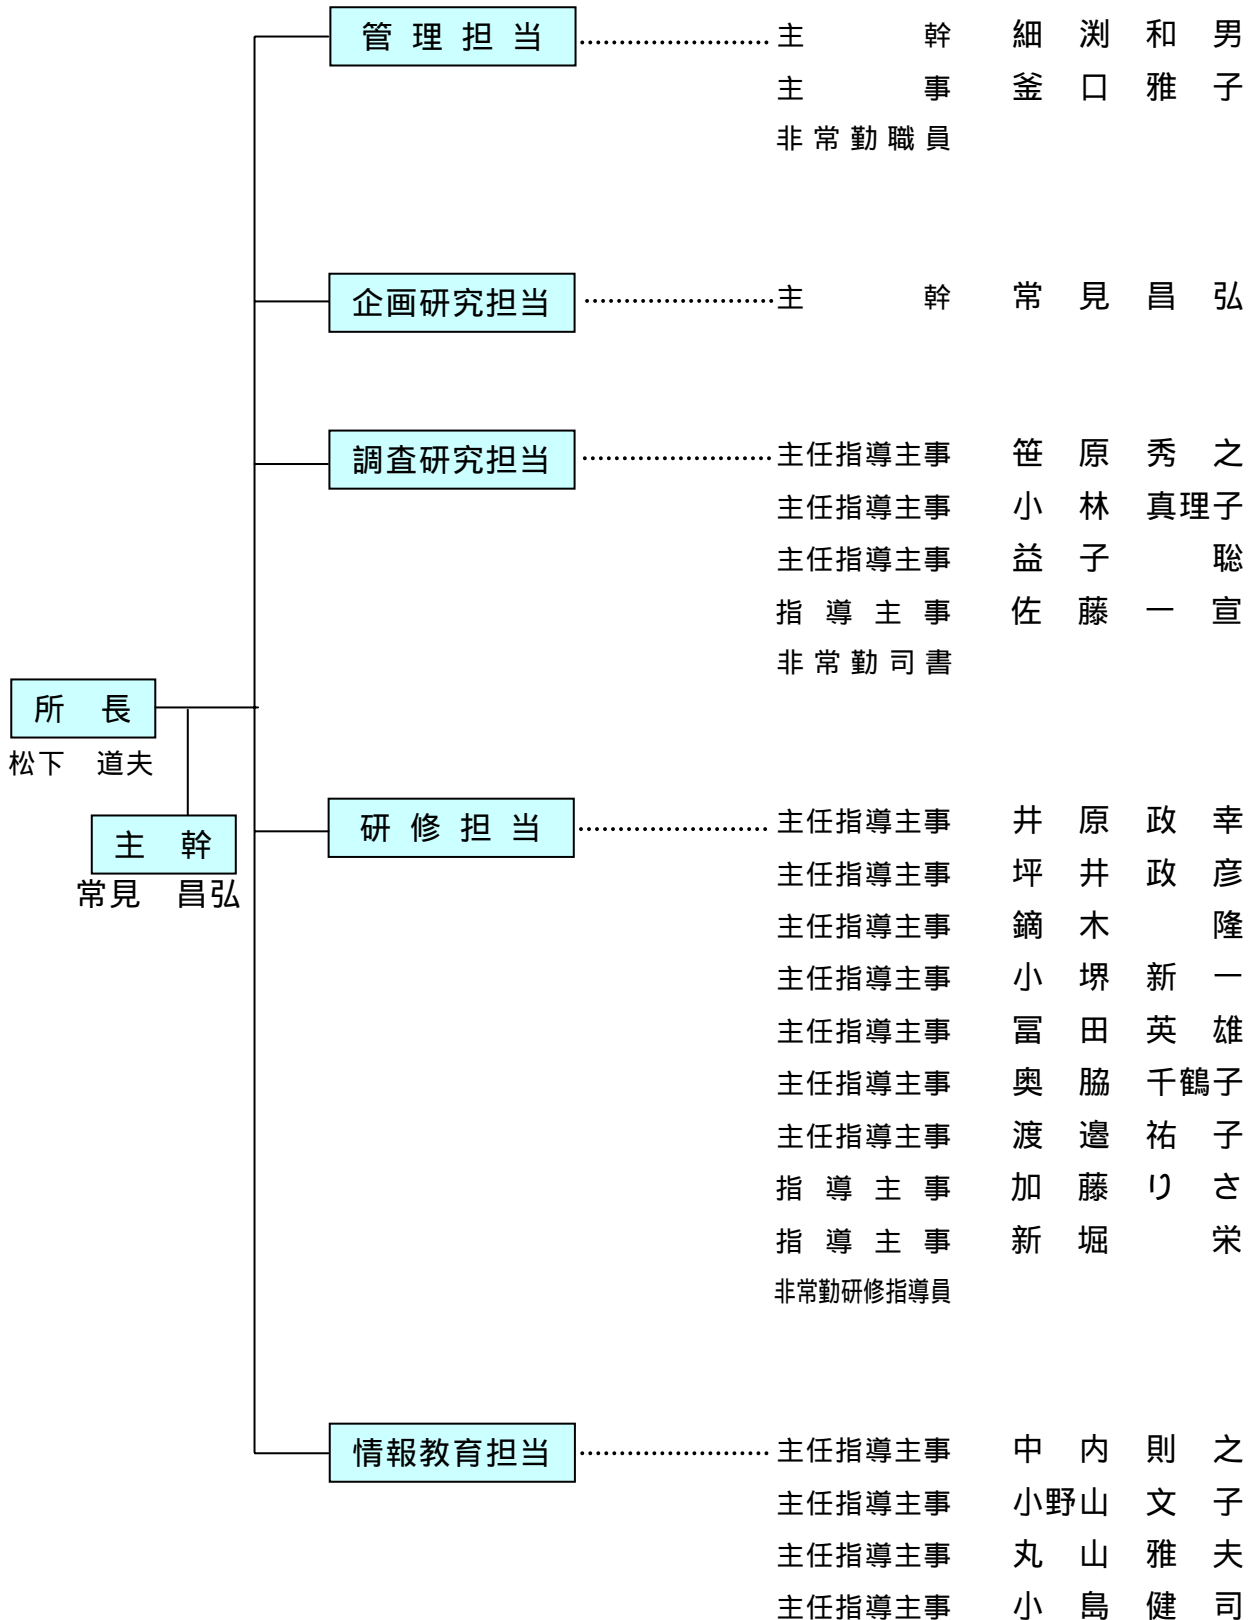 管理担当 主幹 細渕和男
主事 釜口雅子
非常勤職員
企画研究担当 主幹 常見昌弘
調査研究担当 主任指導主事 笹原秀之
主任指導主事 小林真理子
主任指導主事 益子聡
指導主事 佐藤一宣
非常勤司書
所長
松下 道夫
主幹
常見 昌弘
研修担当 主任指導主事 井原政幸
主任指導主事 坪井政彦
主任指導主事 鏑木隆
主任指導主事 小堺新一
主任指導主事 冨田英雄
主任指導主事 奥脇千鶴子
主任指導主事 渡邉祐子
指導主事 加藤りさ
指導主事 新堀栄
非常勤研修指導員
情報教育担当 主任指導主事 中内則之
主任指導主事 小野山文子
主任指導主事 丸山雅夫
主任指導主事 小島健司